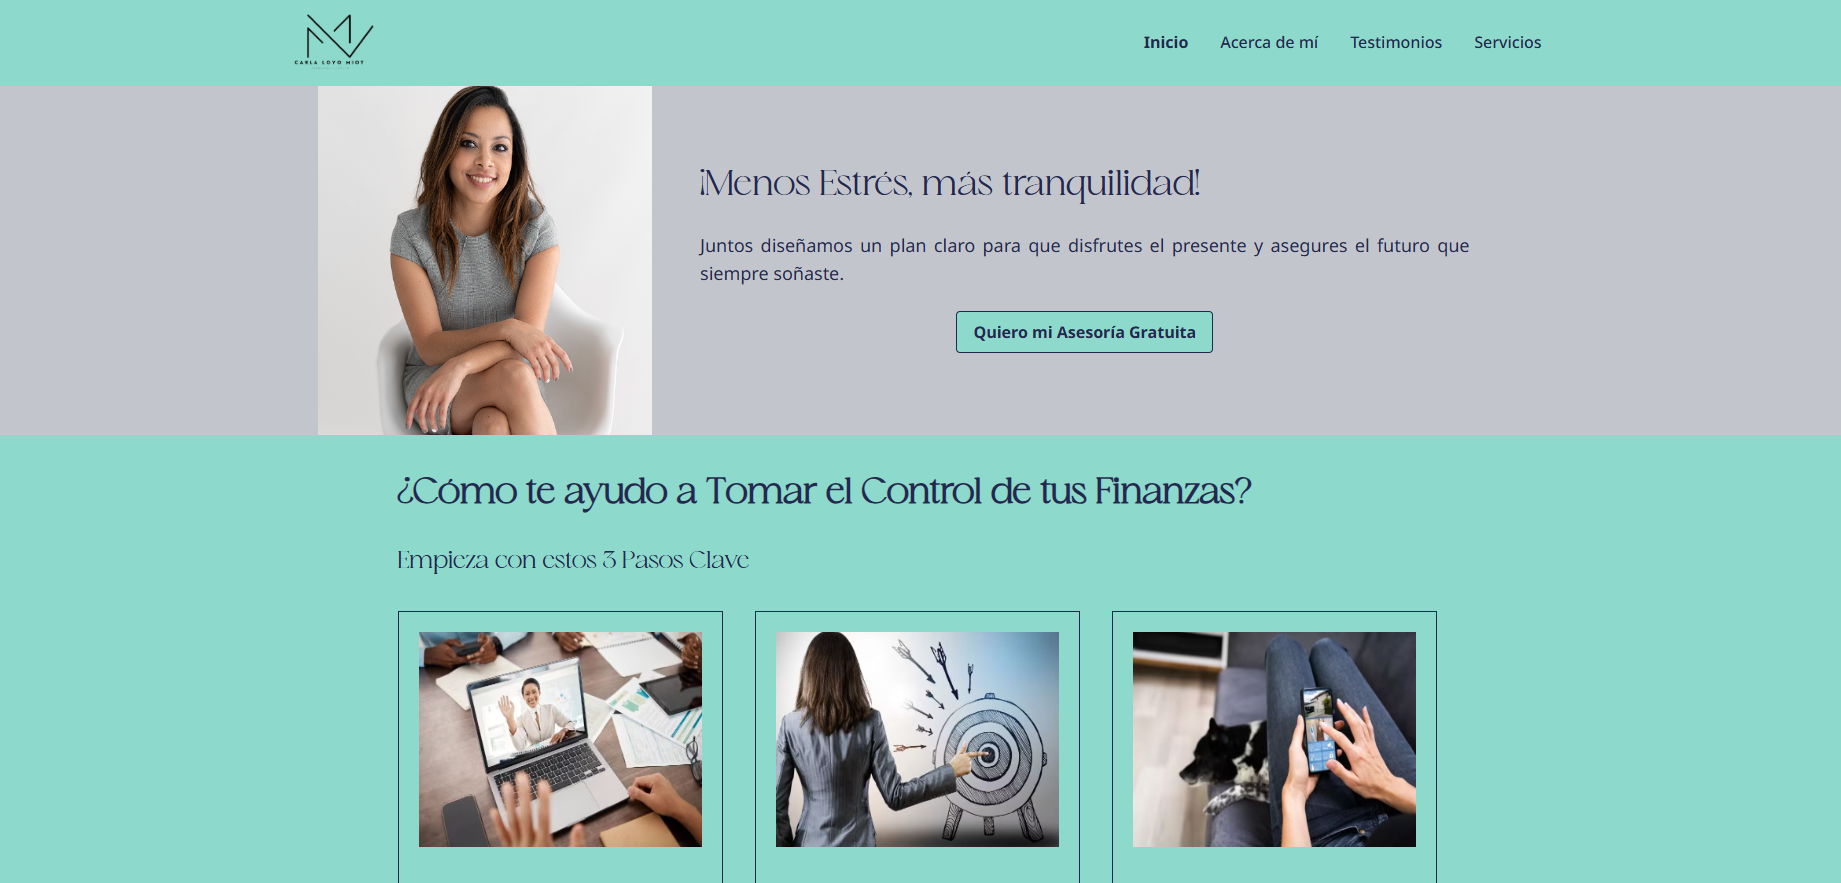 CARLA LOYO MIOT
Inicio
Acerca de mí
Testimonios
Servicios
¡Menos Estrés, más tranquilidad!
Juntos diseñamos un plan claro para que disfrutes el presente y asegures el futuro que
siempre soñaste.
Quiero mi Asesoría Gratuita
¿Cómo te ayudo a Tomar el Control de tus Finanzas?
Empieza con estos 3 Pasos Clave